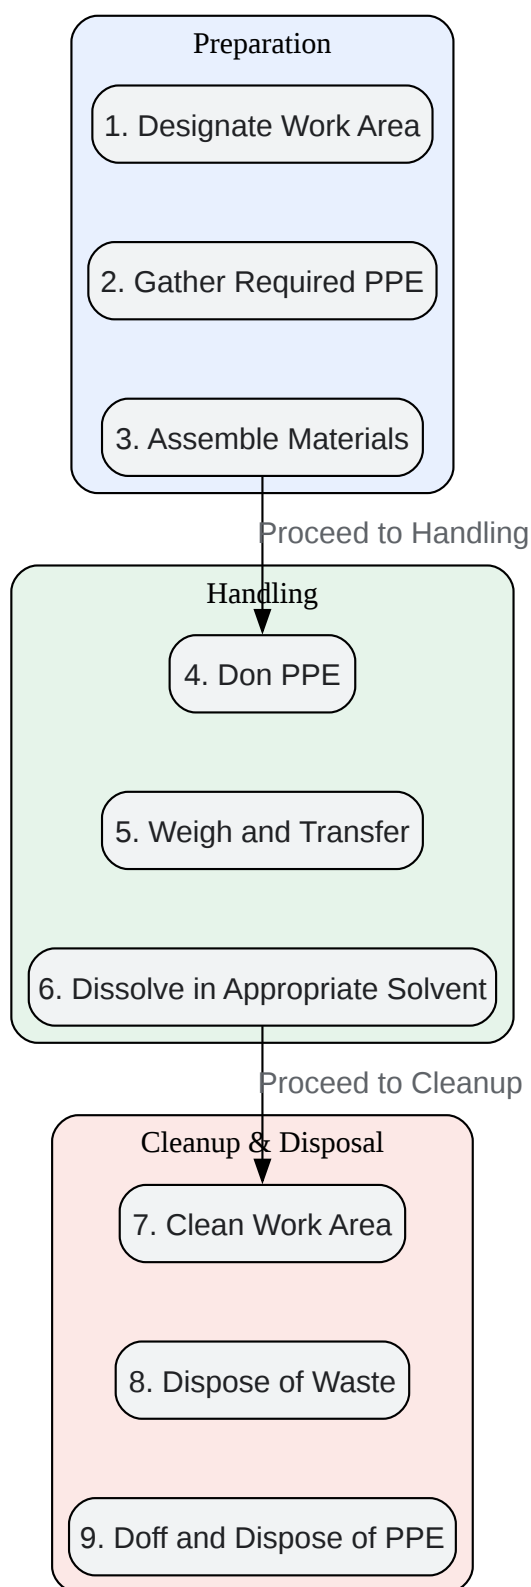 Preparation
1. Designate Work Area
2. Gather Required PPE
3. Assemble Materials
Proceed to Handling
Handling
4. Don PPE
5. Weigh and Transfer
6. Dissolve in Appropriate Solvent
Proceed to Cleanup
Cleanup & Disposal
7. Clean Work Area
8. Dispose of Waste
9. Doff and Dispose of PPE